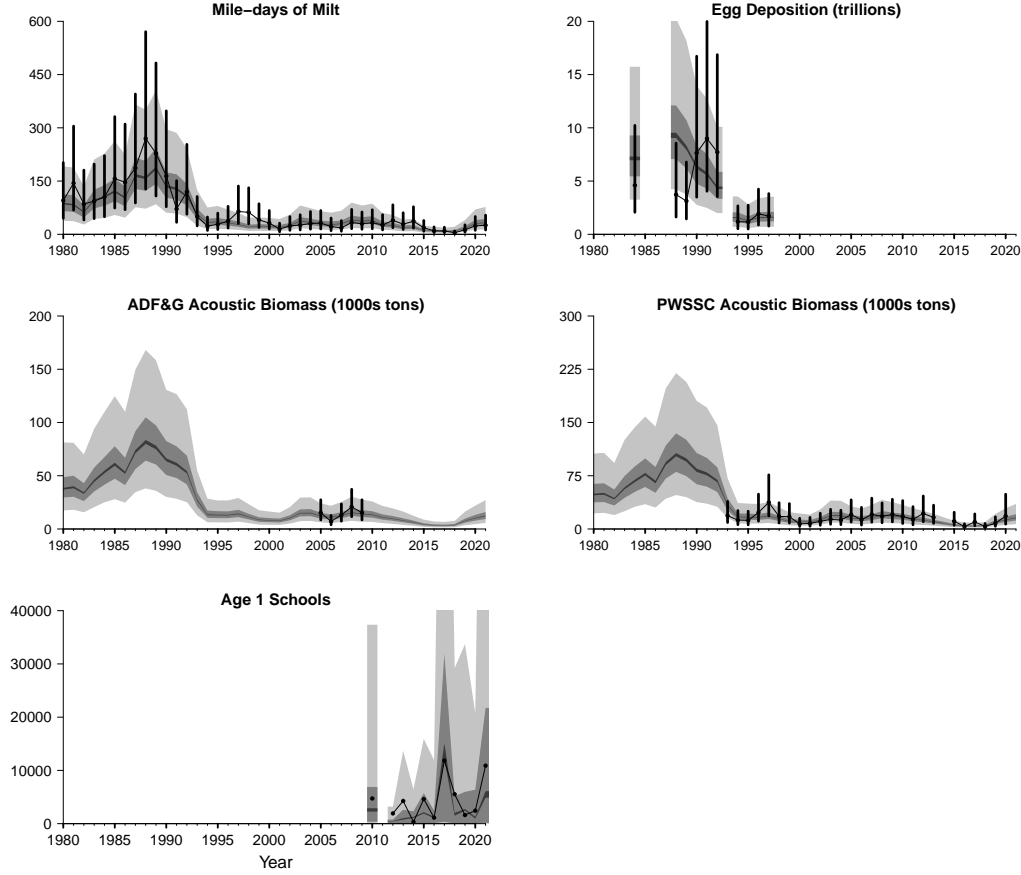 Mile−days of Milt
600
450
300
150
0
1980 1985 1990 1995 2000 2005 2010 2015 2020
Egg Deposition (trillions)
20
15
10
5
0
1980 1985 1990 1995 2000 2005 2010 2015 2020
ADF&G Acoustic Biomass (1000s tons)
200
150
100
50
0
1980 1985 1990 1995 2000 2005 2010 2015 2020
PWSSC Acoustic Biomass (1000s tons)
300
225
150
75
0
1980 1985 1990 1995 2000 2005 2010 2015 2020
Age 1 Schools
40000
30000
20000
10000
0
1980 1985 1990 1995 2000 2005 2010 2015 2020
Year